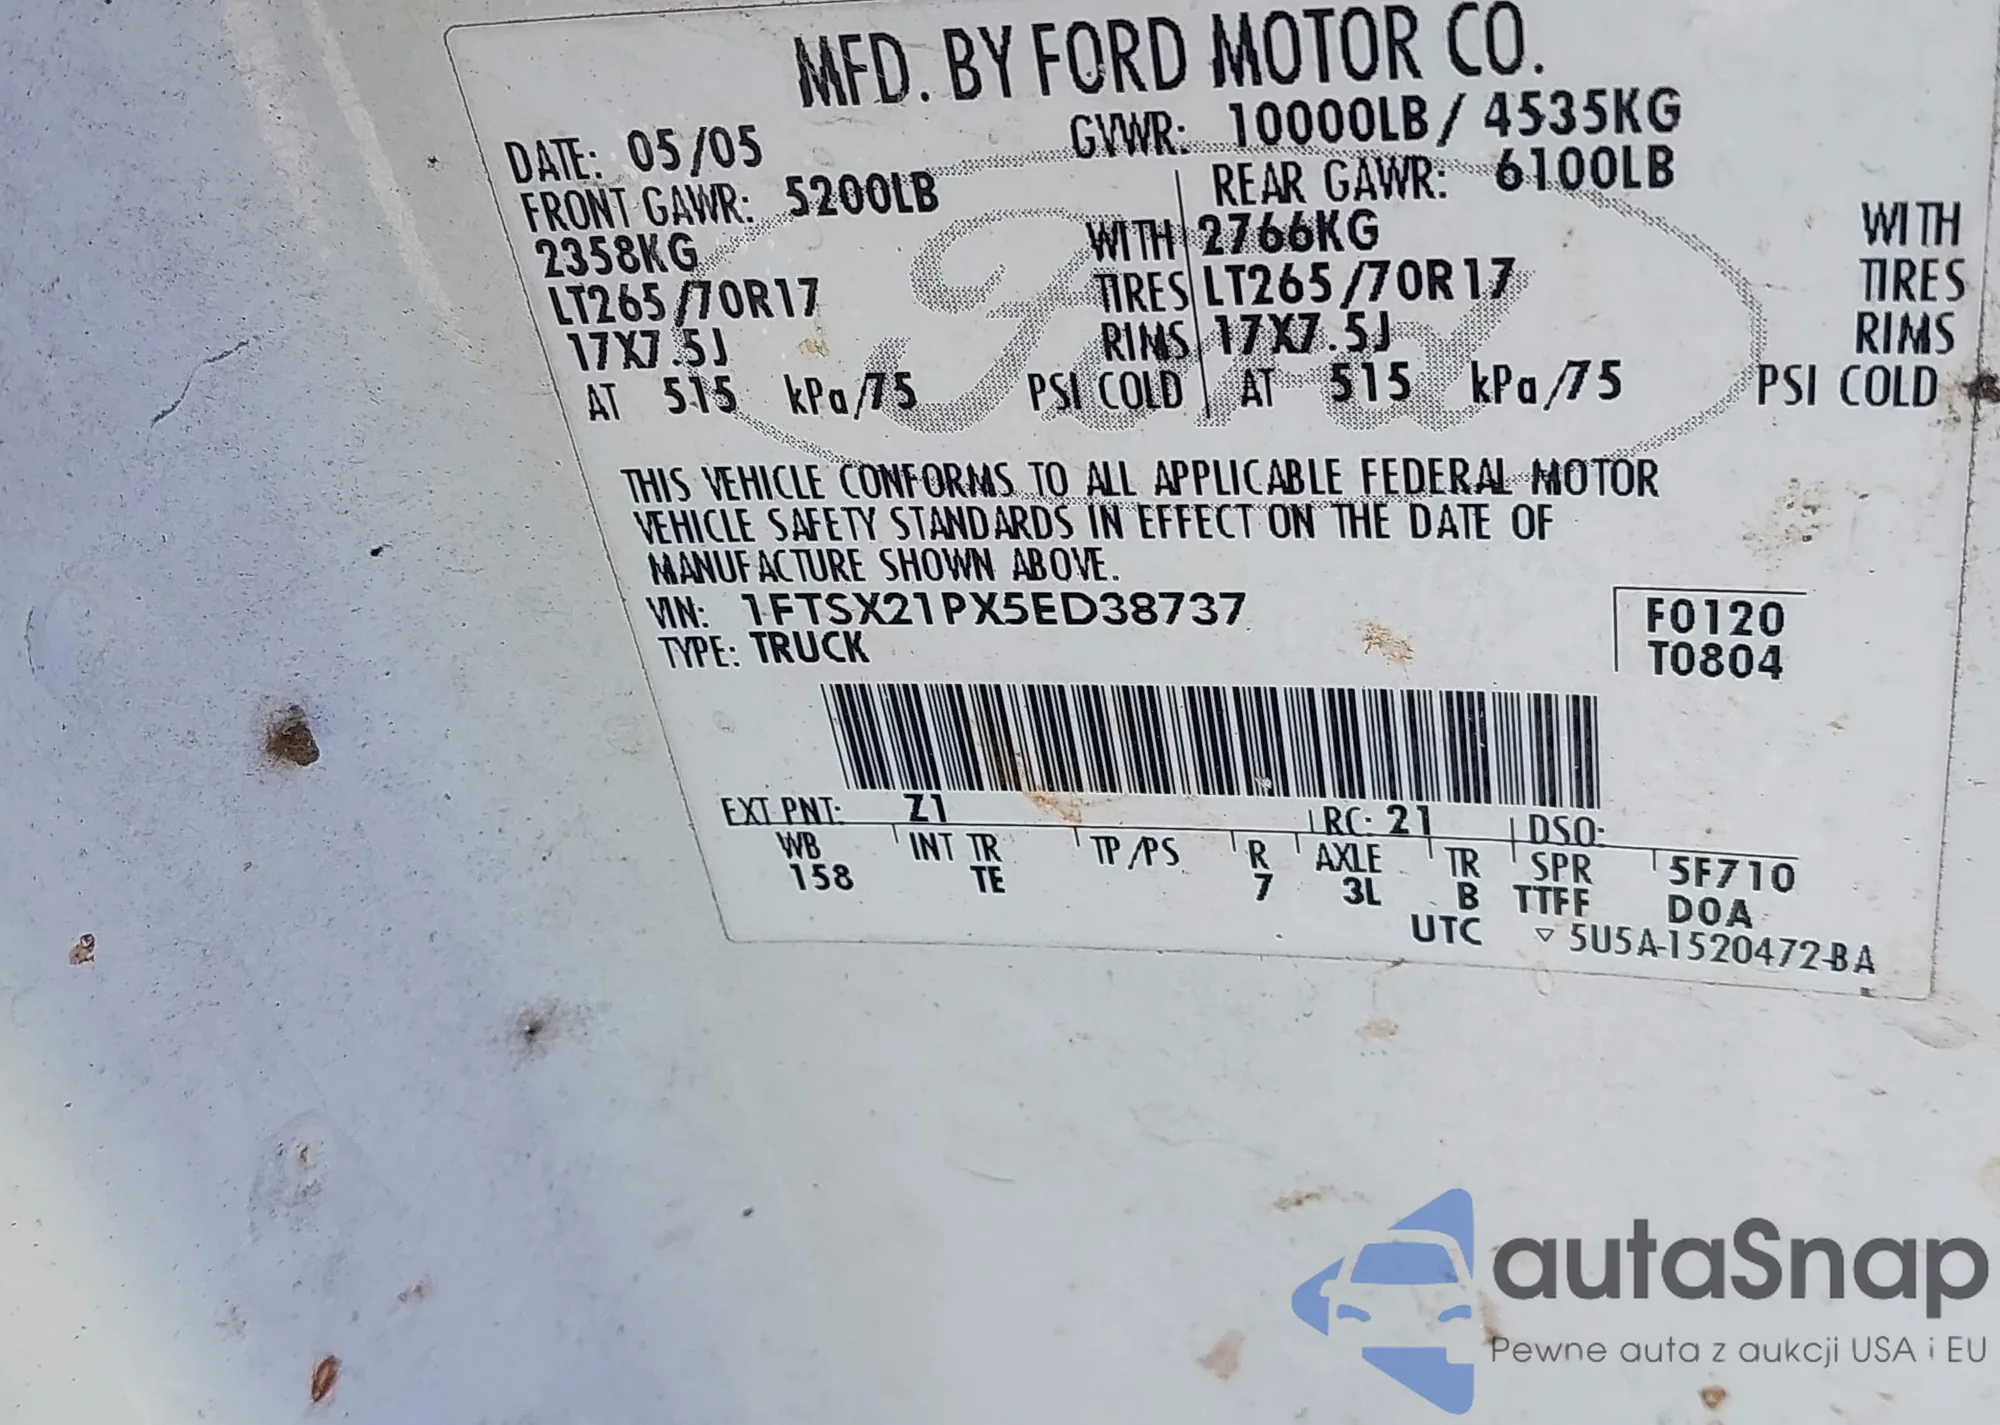 MFD. BY FORD MOTOR CO.
DATE: 05/05 GVWR: 10000LB / 4535KG
FRONT GAWR: 5200LB REAR GAWR: 6100LB
2358KG WITH 2766KG WITH
LT265/70R17 TIRES LT265/70R17 TIRES
17X7.5J RIMS 17X7.5J RIMS
AT 515 kPa/75 PSI COLD AT 515 kPa/75 PSI COLD
Ford
THIS VEHICLE CONFORMS TO ALL APPLICABLE FEDERAL MOTOR
VEHICLE SAFETY STANDARDS IN EFFECT ON THE DATE OF
MANUFACTURE SHOWN ABOVE.
VIN: 1FTSX21PX5ED38737 F0120
TYPE: TRUCK T0804
EXT PNT: Z1 RC: 21 DSO:
WB INT TR TP/PS R AXLE TR SPR 5F710
158 TE 7 3L B TTFF DOA
UTC ▽ 5U5A-1520472-BA
autaSnap
Pewne auta z aukcji USA i EU